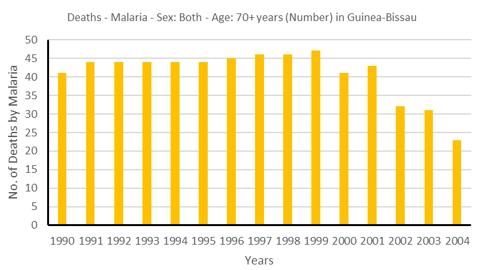 Deaths - Malaria - Sex: Both - Age: 70+ years (Number) in Guinea-Bissau
50
45
40
35
30
25
20
15
10
5
0
No. of Deaths by Malaria
1990 1991 1992 1993 1994 1995 1996 1997 1998 1999 2000 2001 2002 2003 2004
Years